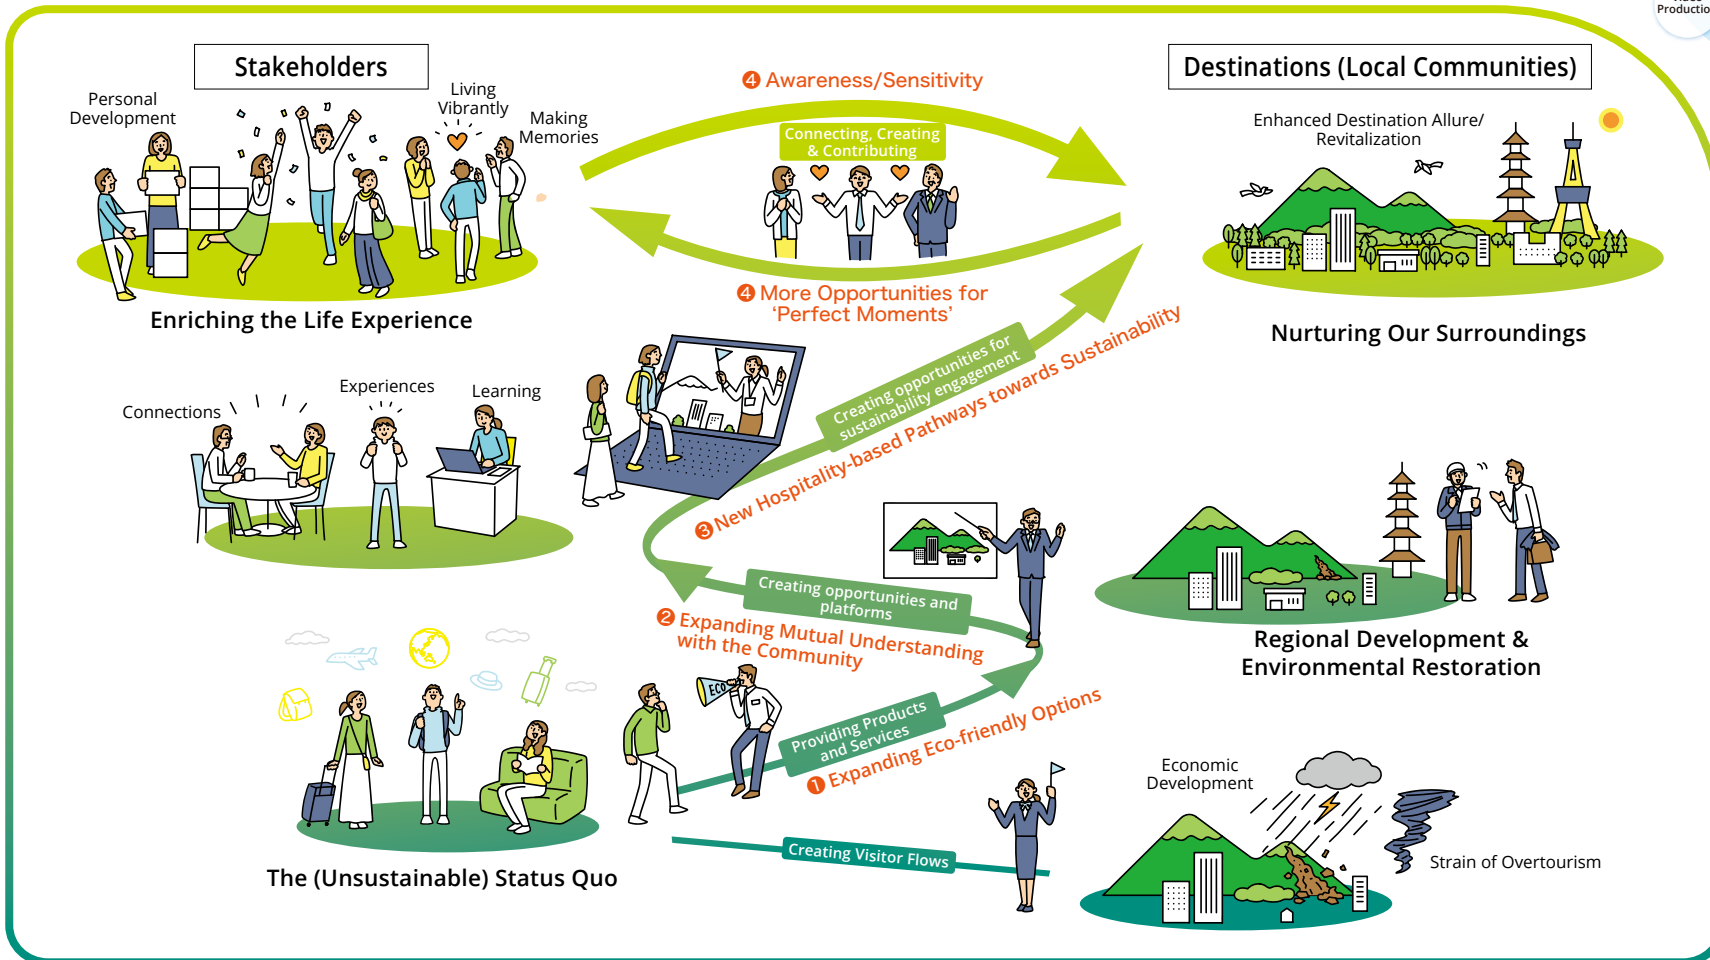 Productio
Stakeholders
Destinations (Local Communities)
Personal
Development
Living
Vibrantly
Making
Memories
Enriching the Life Experience
❹ Awareness/Sensitivity
Connecting, Creating
& Contributing
❹ More Opportunities for
‘Perfect Moments’
Enhanced Destination Allure/
Revitalization
Nurturing Our Surroundings
Connections
Experiences
Learning
Creating opportunities for
sustainability engagement
❸ New Hospitality-based Pathways towards Sustainability
Creating opportunities and
platforms
❷ Expanding Mutual Understanding
with the Community
Regional Development &
Environmental Restoration
ECO
Providing Products
and Services
❶ Expanding Eco-friendly Options
The (Unsustainable) Status Quo
Creating Visitor Flows
Economic
Development
Strain of Overtourism